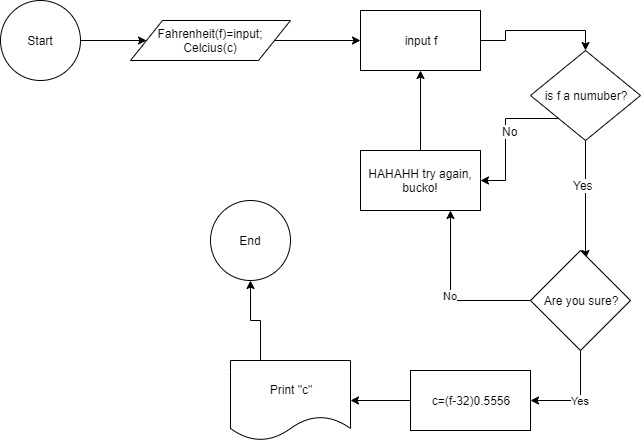 Start
Fahrenheit(f)=input;
Celcius(c)
input f
is f a numuber?
No
HAHAHH try again,
bucko!
Yes
End
Are you sure?
No
Print "c"
c=(f-32)0.5556
Yes